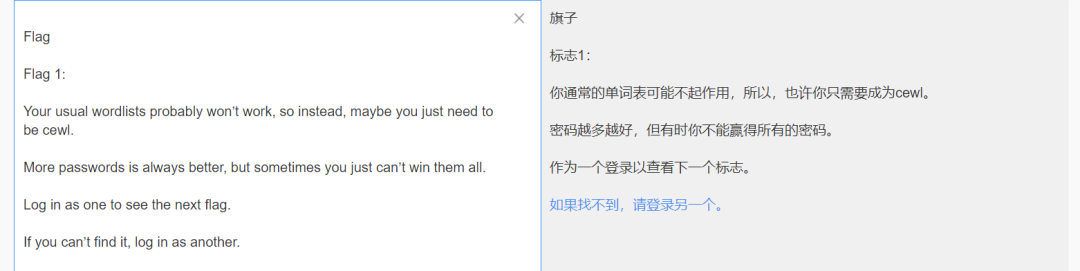 Flag
Flag 1:
Your usual wordlists probably won’t work, so instead, maybe you just need to
be cewl.
More passwords is always better, but sometimes you just can’t win them all.
Log in as one to see the next flag.
If you can’t find it, log in as another.
旗子
标志1：
你通常的单词表可能不起作用，所以，也许你只需要成为cewl。
密码越多越好，但有时你不能赢得所有的密码。
作为一个登录以查看下一个标志。
如果找不到，请登录另一个。